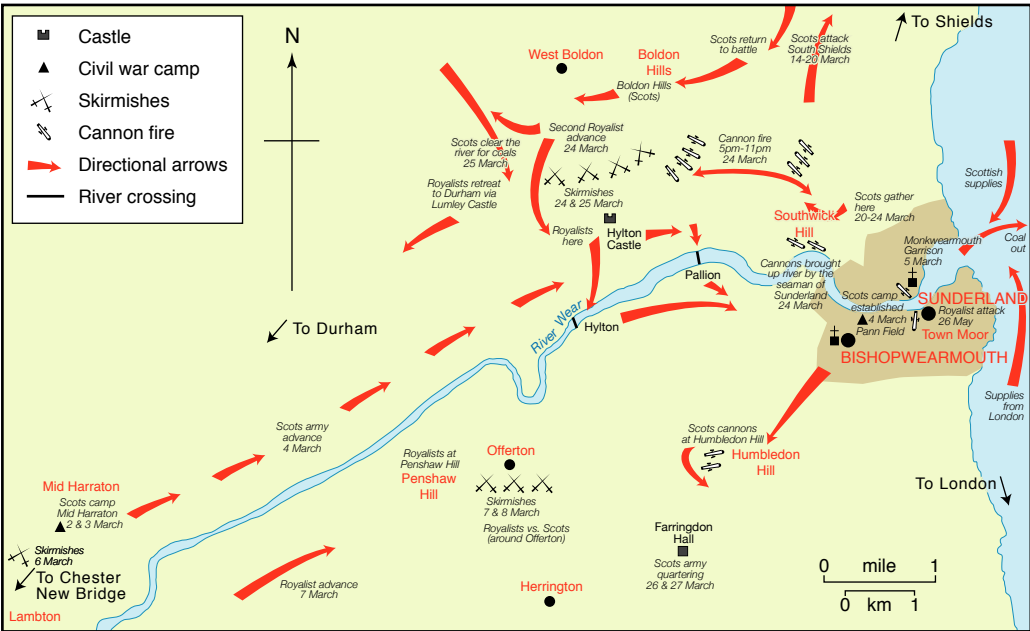 Castle
Civil war camp
Skirmishes
Cannon fire
Directional arrows
River crossing
N
To Shields
West Boldon
Boldon
Hills
Boldon Hills
(Scots)
Scots return
to battle
Scots attack
South Shields
14-20 March
Scots clear the
river for coals
25 March
Second Royalist
advance
24 March
Cannon fire
5pm-11pm
24 March
Royalists retreat
to Durham via
Lumley Castle
Skirmishes
24 & 25 March
Scottish
supplies
Scots gather
here
20-24 March
Southwick
Hill
Royalists
here
Hylton
Castle
Monkwearmouth
Garrison
5 March
Coal
out
Pallion
Cannons brought
up river by the
seaman of
Sunderland
24 March
Scots camp
established
4 March
Pann Field
SUNDERLAND
Royalist attack
26 May
Town Moor
BISHOPWEARMOUTH
To Durham
River Wear
Hylton
Supplies
from
London
Scots army
advance
4 March
Scots cannons
at Humbledon Hill
Humbledon
Hill
Royalists at
Penshaw Hill
Penshaw
Hill
Offerton
Skirmishes
7 & 8 March
Royalists vs. Scots
(around Offerton)
To London
Mid Harraton
Scots camp
Mid Harraton
2 & 3 March
Skirmishes
6 March
To Chester
New Bridge
Lambton
Royalist advance
7 March
Herrington
Farringdon
Hall
Scots army
quartering
26 & 27 March
0 mile 1
0 km 1